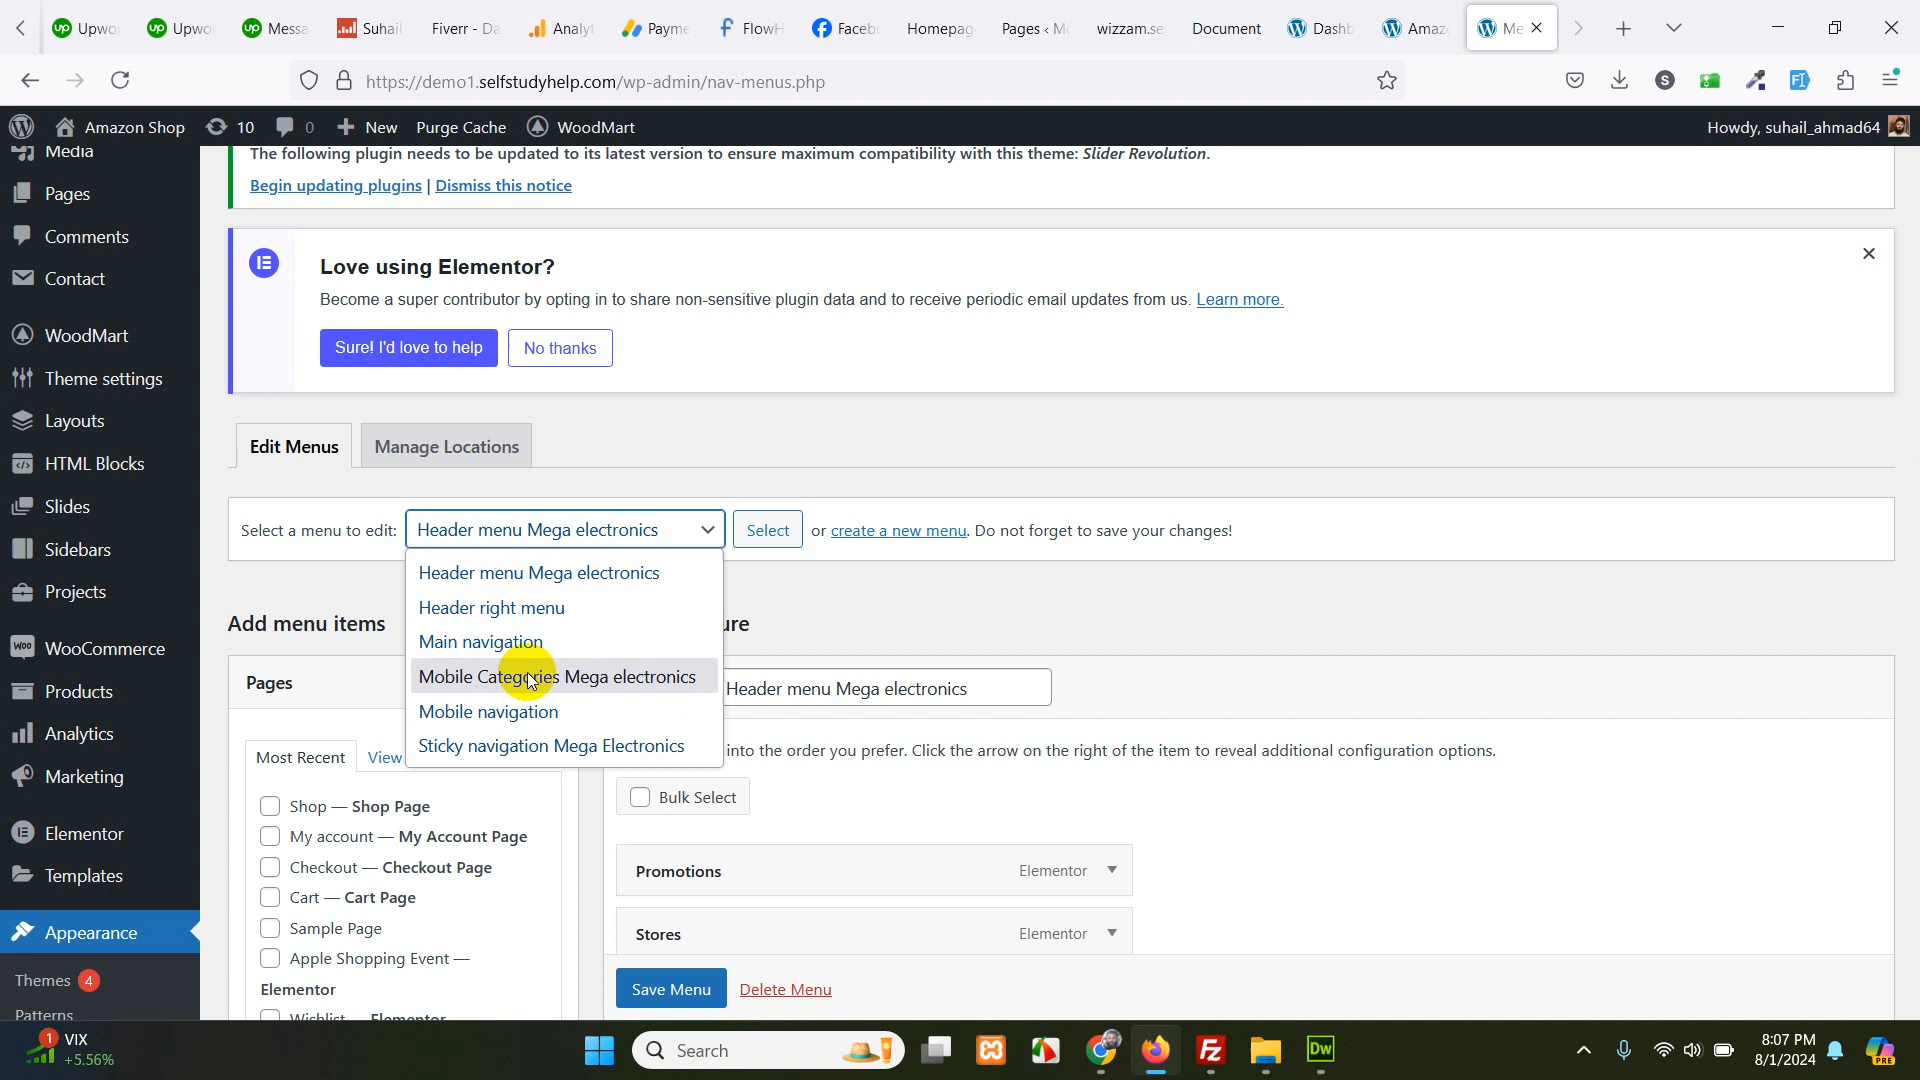 Upwo
Upwo
Messa
Suhail
Fiverr - Da
Analyt
Payme
FlowH
Facebo
Homepag
Pages ‹ Mo
wizzam.se
Document
Dashb
Amazo
Me
https://demo1.selfstudyhelp.com/wp-admin/nav-menus.php
Amazon Shop
10
0
New
Purge Cache
WoodMart
Howdy, suhail_ahmad64
Media
Pages
Comments
Contact
WoodMart
Theme settings
Layouts
HTML Blocks
Slides
Sidebars
Projects
WooCommerce
Products
Analytics
Marketing
Elementor
Templates
Appearance
Themes 4
Patterns
The following plugin needs to be updated to its latest version to ensure maximum compatibility with this theme: Slider Revolution.
Begin updating plugins | Dismiss this notice
Love using Elementor?
Become a super contributor by opting in to share non-sensitive plugin data and to receive periodic email updates from us. Learn more.
Sure! I'd love to help
No thanks
Edit Menus
Manage Locations
Select a menu to edit:
Header menu Mega electronics
Select
or create a new menu. Do not forget to save your changes!
Header menu Mega electronics
Header right menu
Main navigation
Mobile Categories Mega electronics
Mobile navigation
Sticky navigation Mega Electronics
Add menu items
ure
Pages
Header menu Mega electronics
Most Recent
View
into the order you prefer. Click the arrow on the right of the item to reveal additional configuration options.
Shop — Shop Page
My account — My Account Page
Checkout — Checkout Page
Cart — Cart Page
Sample Page
Apple Shopping Event —
Elementor
Wishlist — Elementor
Bulk Select
Promotions
Elementor
Stores
Elementor
Save Menu
Delete Menu
1
VIX
+5.56%
Search
Dw
8:07 PM
8/1/2024
PRE